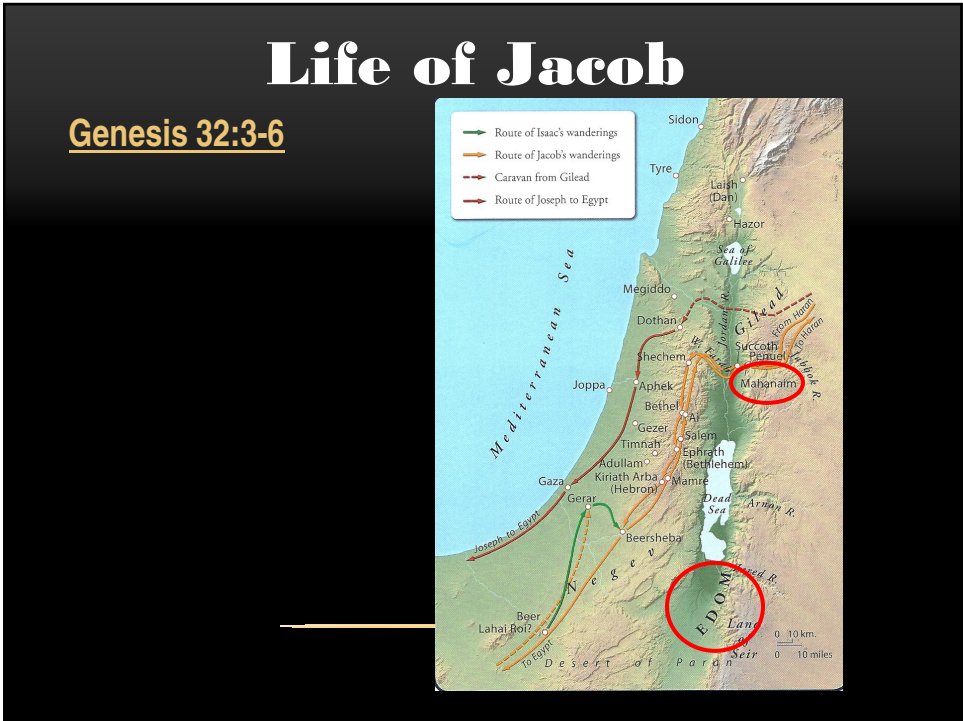 Life of Jacob
Genesis 32:3-6
Route of Isaac's wanderings
Route of Jacob's wanderings
Caravan from Gilead
Route of Joseph to Egypt
Sidon
Tyre
Laish
(Dan)
Hazor
Sea of
Galilee
Mediterranean Sea
Megiddo
Dothan
Jordan R.
Gilead
From Haran
To Haran
Succoth
Penuel
Jabbok R.
Shechem
Mahanaim
Joppa
Aphek
Bethel
Ai
Gezer
Salem
Timnah
Ephrath
(Bethlehem)
Adullam
Kiriath Arba
(Hebron)
Mamre
Gaza
Gerar
Dead
Sea
Arnon R.
Joseph to Egypt
Beersheba
Negev
Zered R.
EDOM
Beer
Lahai Roi?
Land
of
Seir
To Egypt
Desert of Paran
0 10 km.
0 10 miles